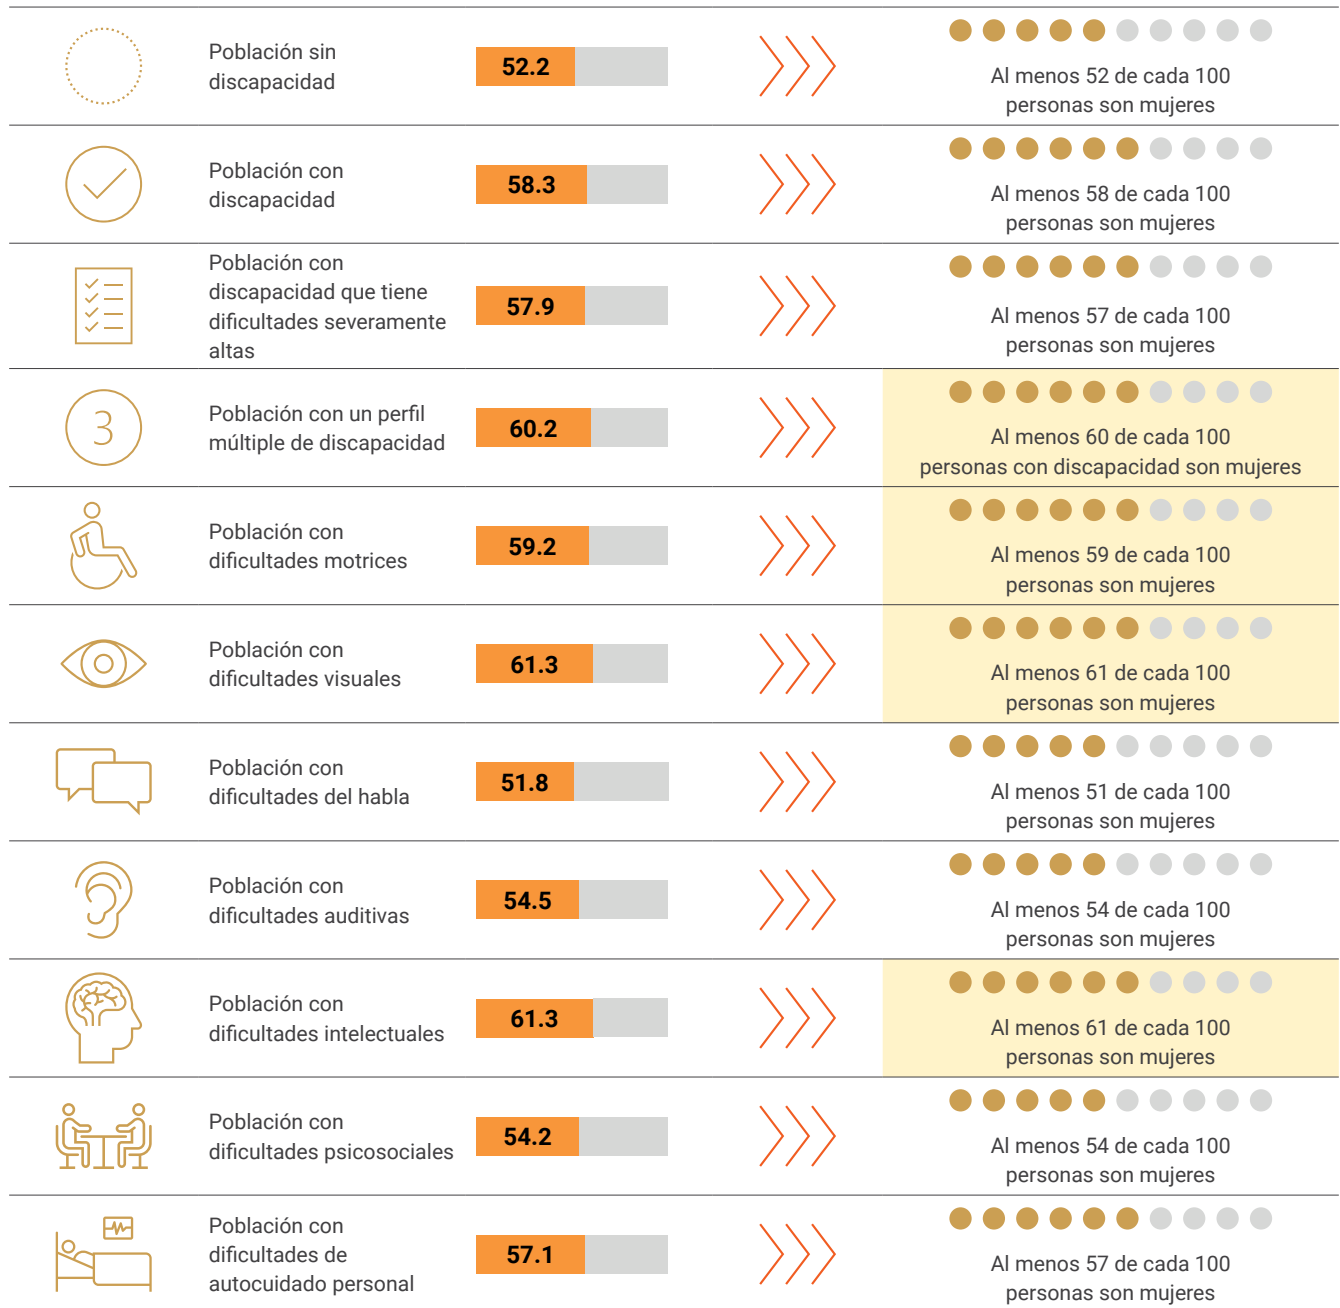 Población sin
discapacidad
52.2
Al menos 52 de cada 100
personas son mujeres
Población con
discapacidad
58.3
Al menos 58 de cada 100
personas son mujeres
Población con
discapacidad que tiene
dificultades severamente
altas
57.9
Al menos 57 de cada 100
personas son mujeres
3
Población con un perfil
múltiple de discapacidad
60.2
Al menos 60 de cada 100
personas con discapacidad son mujeres
Población con
dificultades motrices
59.2
Al menos 59 de cada 100
personas son mujeres
Población con
dificultades visuales
61.3
Al menos 61 de cada 100
personas son mujeres
Población con
dificultades del habla
51.8
Al menos 51 de cada 100
personas son mujeres
Población con
dificultades auditivas
54.5
Al menos 54 de cada 100
personas son mujeres
Población con
dificultades intelectuales
61.3
Al menos 61 de cada 100
personas son mujeres
Población con
dificultades psicosociales
54.2
Al menos 54 de cada 100
personas son mujeres
Población con
dificultades de
autocuidado personal
57.1
Al menos 57 de cada 100
personas son mujeres